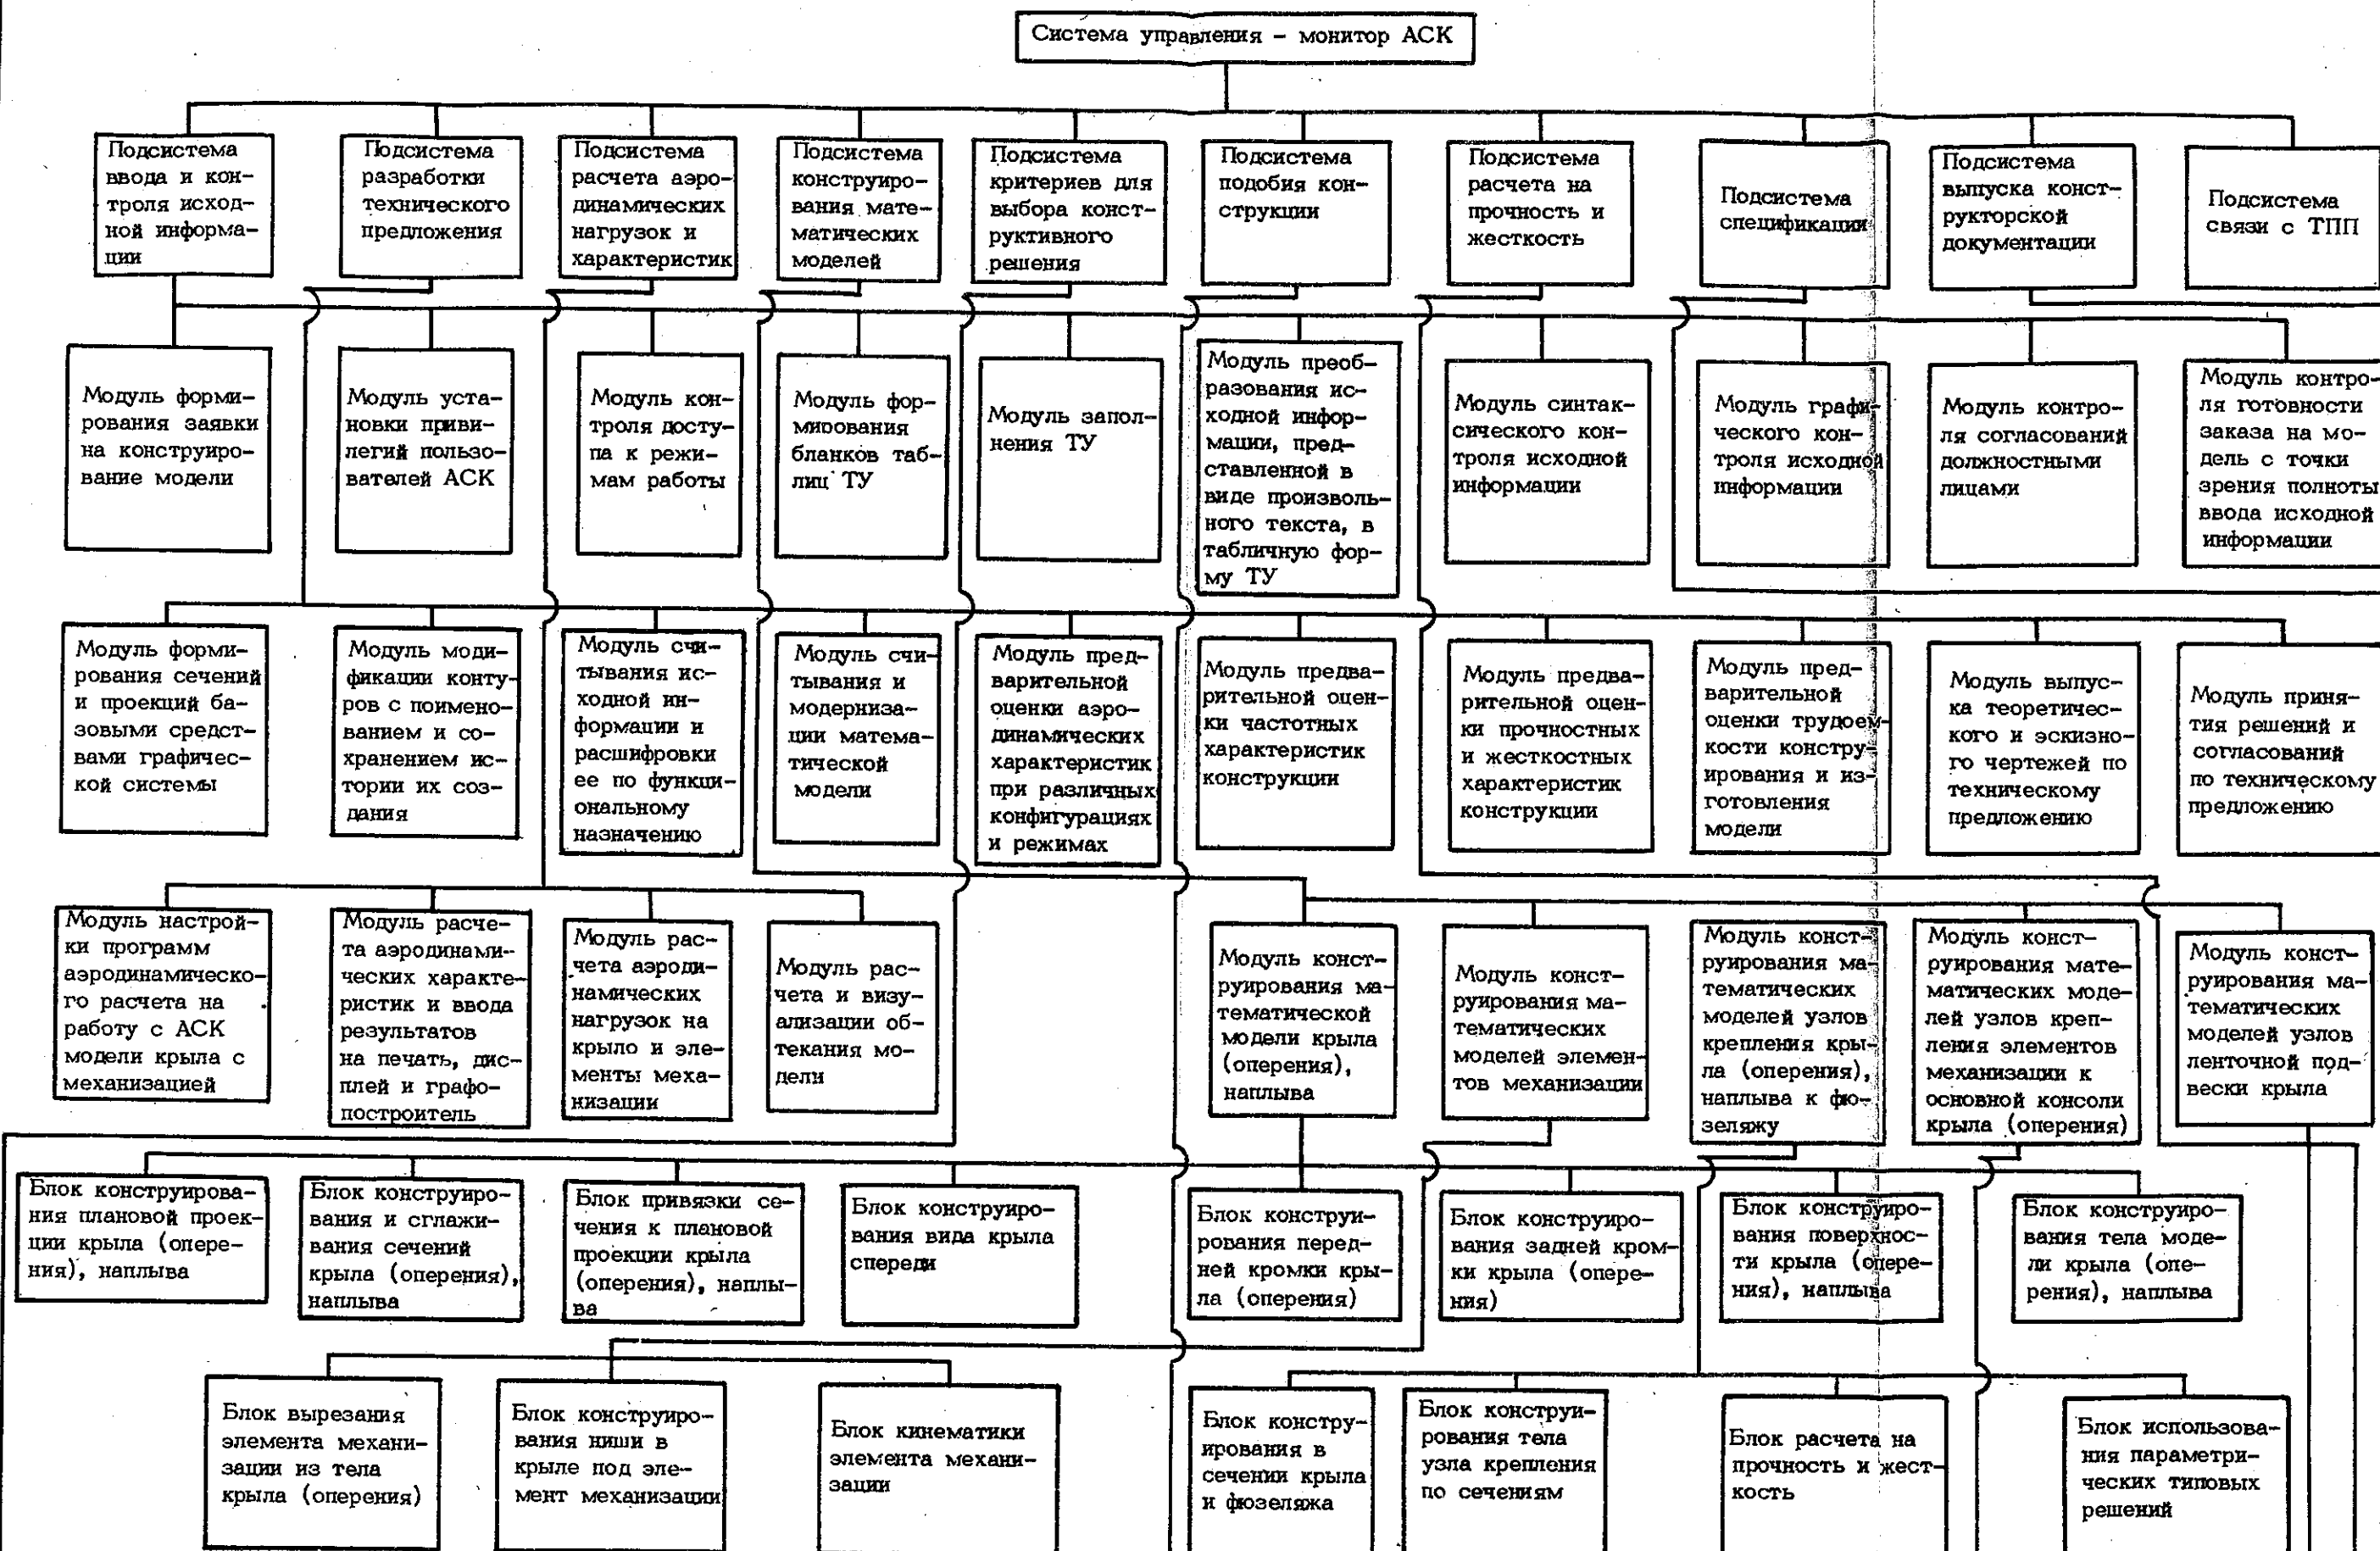 Система управления – монитор АСК
Подсистема
ввода и кон-
троля исход-
ной информа-
ции
Подсистема
разработки
технического
предложения
Подсистема
расчета аэро-
динамических
нагрузок и
характеристик
Подсистема
конструиро-
вания мате-
матических
моделей
Подсистема
критериев для
выбора конст-
руктивного
решения
Подсистема
подобия кон-
струкции
Подсистема
расчета на
прочность и
жесткость
Подсистема
спецификации
Подсистема
выпуска конст-
рукторской
документации
Подсистема
связи с ТПП
Модуль форми-
рования заявки
на конструиро-
вание модели
Модуль уста-
новки приви-
легий пользо-
вателей АСК
Модуль кон-
троля досту-
па к режи-
мам работы
Модуль фор-
мирования
бланков таб-
лиц ТУ
Модуль запол-
нения ТУ
Модуль преоб-
разования ис-
ходной инфор-
мации, пред-
ставленной в
виде произволь-
ного текста, в
табличную фор-
му ТУ
Модуль синтак-
сического кон-
троля исходной
информации
Модуль графи-
ческого кон-
троля исходной
информации
Модуль контро-
ля согласований
должностными
лицами
Модуль контро-
ля готовности
заказа на мо-
дель с точки
зрения полноты
ввода исходной
информации
Модуль форми-
рования сечений
и проекций ба-
зовыми средст-
вами графичес-
кой системы
Модуль моди-
фикации конту-
ров с поимено-
ванием и со-
хранением ис-
тории их соз-
дания
Модуль счи-
тывания ис-
ходной ин-
формации и
расшифровки
ее по функци-
ональному
назначению
Модуль счи-
тывания и
модерниза-
ции матема-
тической
модели
Модуль пред-
варительной
оценки аэро-
динамических
характеристик
при различных
конфигурациях
и режимах
Модуль предва-
рительной оцен-
ки частотных
характеристик
конструкции
Модуль предва-
рительной оцен-
ки прочностных
и жесткостных
характеристик
конструкции
Модуль пред-
варительной
оценки трудоем-
кости констру-
ирования и из-
готовления
модели
Модуль выпус-
ка теоретичес-
кого и эскизно-
го чертежей по
техническому
предложению
Модуль приня-
тия решений и
согласований
по техническому
предложению
Модуль настрой-
ки программ
аэродинамическо-
го расчета на
работу с АСК
модели крыла с
механизацией
Модуль расче-
та аэродинами-
ческих характе-
ристик и ввода
результатов
на печать, дис-
плей и графо-
построитель
Модуль рас-
чета аэроди-
намических
нагрузок на
крыло и эле-
менты меха-
низации
Модуль рас-
чета и визу-
ализации об-
текания мо-
дели
Модуль конст-
руирования ма-
тематической
модели крыла
(оперения),
наплыва
Модуль конст-
руирования ма-
тематических
моделей элемен-
тов механизации
Модуль конст-
руирования ма-
тематических
моделей узлов
крепления кры-
ла (оперения),
наплыва к фю-
зеляжу
Модуль конст-
руирования мате-
матических моде-
лей узлов креп-
ления элементов
механизации к
основной консоли
крыла (оперения)
Модуль конст-
руирования ма-
тематических
моделей узлов
ленточной под-
вески крыла
Блок конструирова-
ния плановой проек-
ции крыла (опере-
ния), наплыва
Блок конструиро-
вания и сглажи-
вания сечений
крыла (оперения),
наплыва
Блок привязки се-
чения к плановой
проекции крыла
(оперения), наплы-
ва
Блок конструиро-
вания вида крыла
спереди
Блок конструи-
рования перед-
ней кромки кры-
ла (оперения)
Блок конструиро-
вания задней кром-
ки крыла (опере-
ния)
Блок конструиро-
вания поверхнос-
ти крыла (опере-
ния), наплыва
Блок конструиро-
вания тела моде-
ли крыла (опе-
рения), наплыва
Блок вырезания
элемента механи-
зации из тела
крыла (оперения)
Блок конструиро-
вания ниши в
крыле под эле-
мент механизации
Блок кинематики
элемента механи-
зации
Блок констру-
ирования в
сечении крыла
и фюзеляжа
Блок конструи-
рования тела
узла крепления
по сечениям
Блок расчета на
прочность и жест-
кость
Блок использова-
ния параметри-
ческих типовых
решений